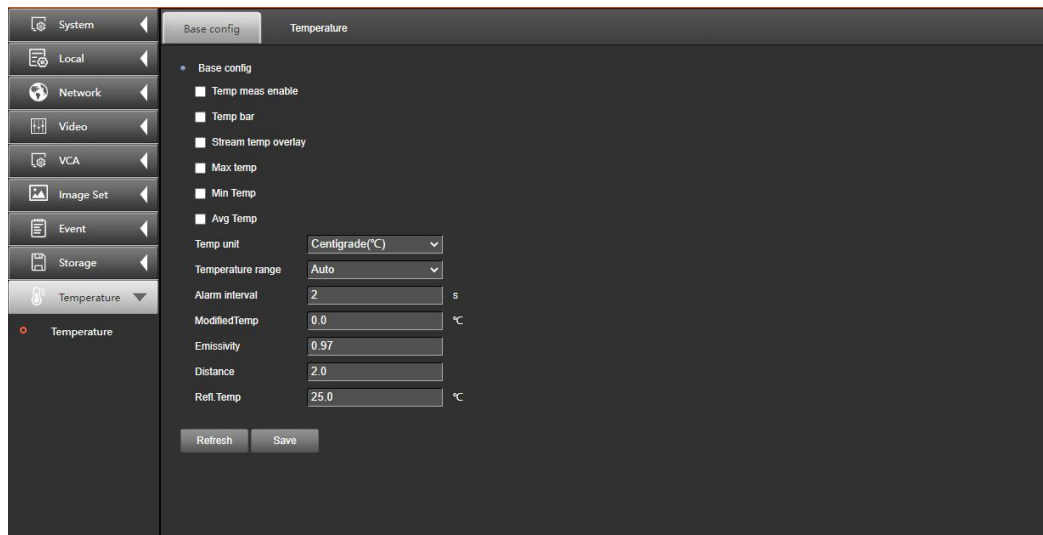 System
Local
Network
Video
VCA
Image Set
Event
Storage
Temperature
Temperature
Base config Temperature
Base config
Temp meas enable
Temp bar
Stream temp overlay
Max temp
Min Temp
Avg Temp
Temp unit Centigrade(℃)
Temperature range Auto
Alarm interval 2 s
ModifiedTemp 0.0 ℃
Emissivity 0.97
Distance 2.0
Refl.Temp 25.0 ℃
Refresh Save